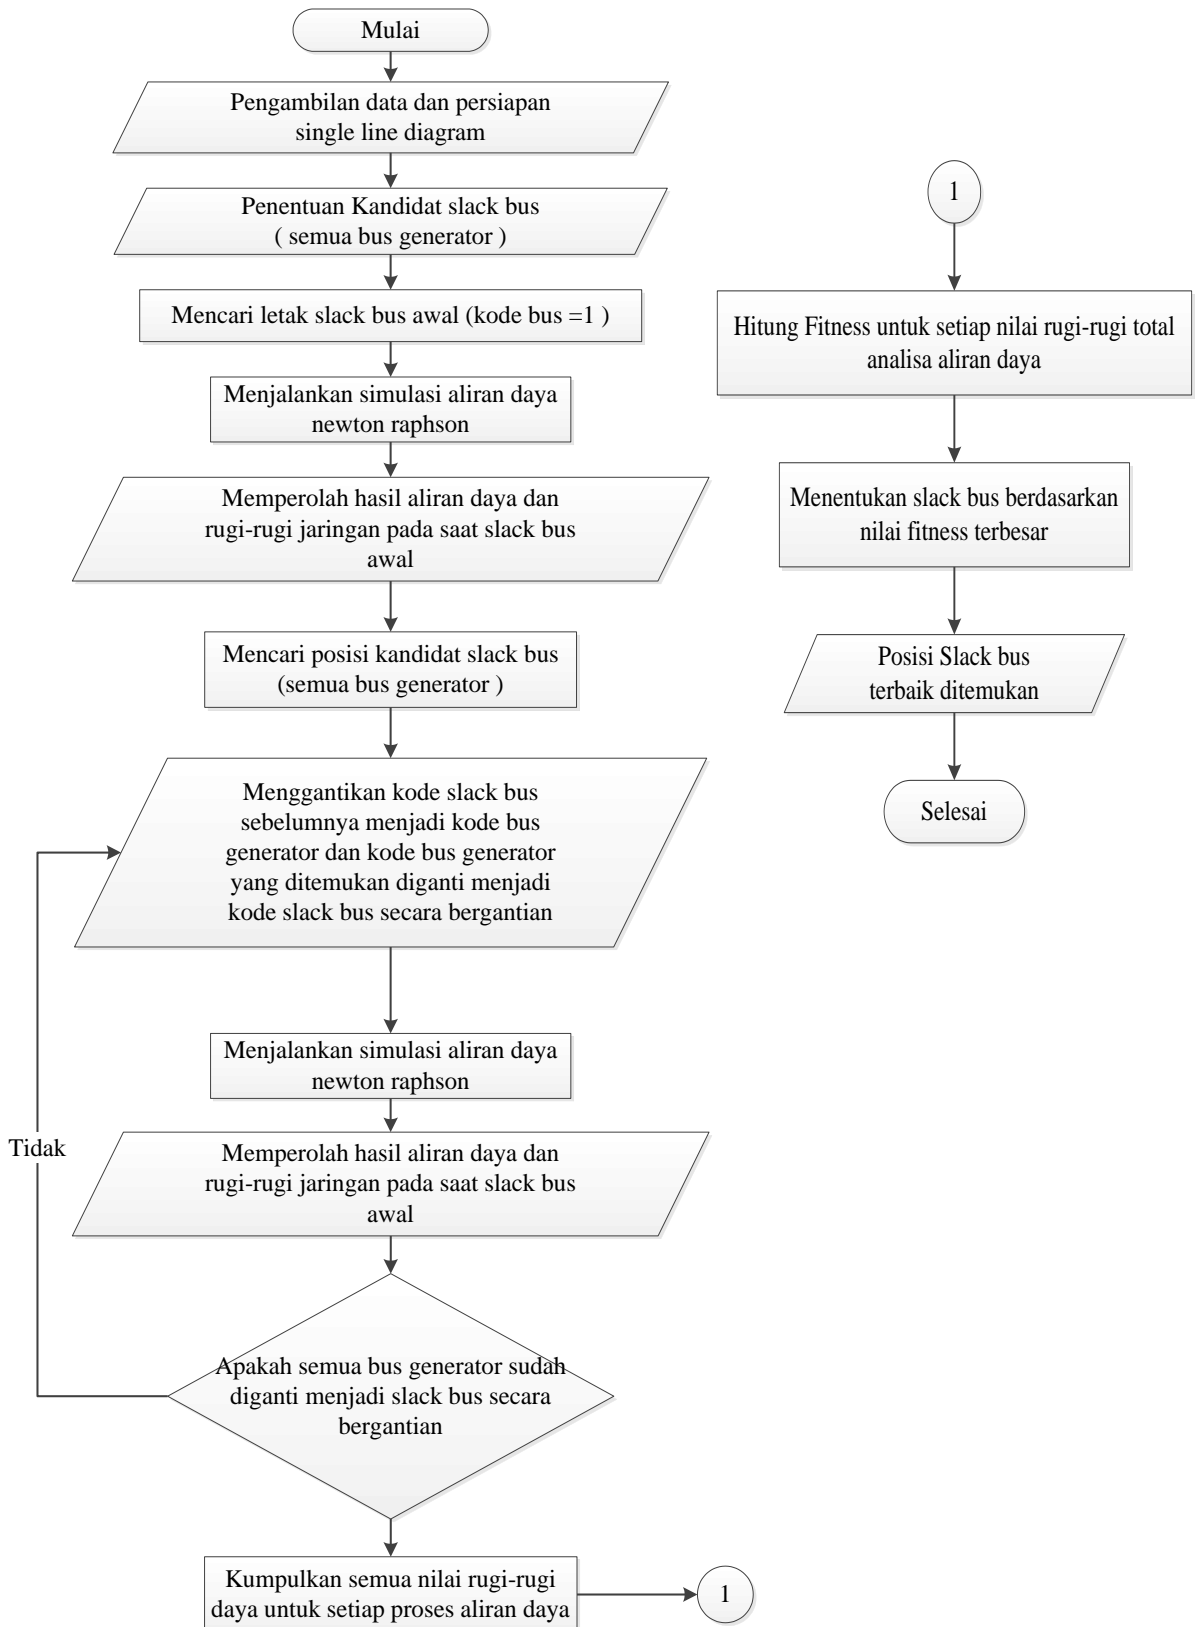 Mulai
Pengambilan data dan persiapan
single line diagram
Penentuan Kandidat slack bus
( semua bus generator )
Mencari letak slack bus awal (kode bus =1 )
Menjalankan simulasi aliran daya
newton raphson
Memperolah hasil aliran daya dan
rugi-rugi jaringan pada saat slack bus
awal
Mencari posisi kandidat slack bus
(semua bus generator )
Menggantikan kode slack bus
sebelumnya menjadi kode bus
generator dan kode bus generator
yang ditemukan diganti menjadi
kode slack bus secara bergantian
Menjalankan simulasi aliran daya
newton raphson
Tidak
Memperolah hasil aliran daya dan
rugi-rugi jaringan pada saat slack bus
awal
Apakah semua bus generator sudah
diganti menjadi slack bus secara
bergantian
Kumpulkan semua nilai rugi-rugi
daya untuk setiap proses aliran daya
1
1
Hitung Fitness untuk setiap nilai rugi-rugi total
analisa aliran daya
Menentukan slack bus berdasarkan
nilai fitness terbesar
Posisi Slack bus
terbaik ditemukan
Selesai